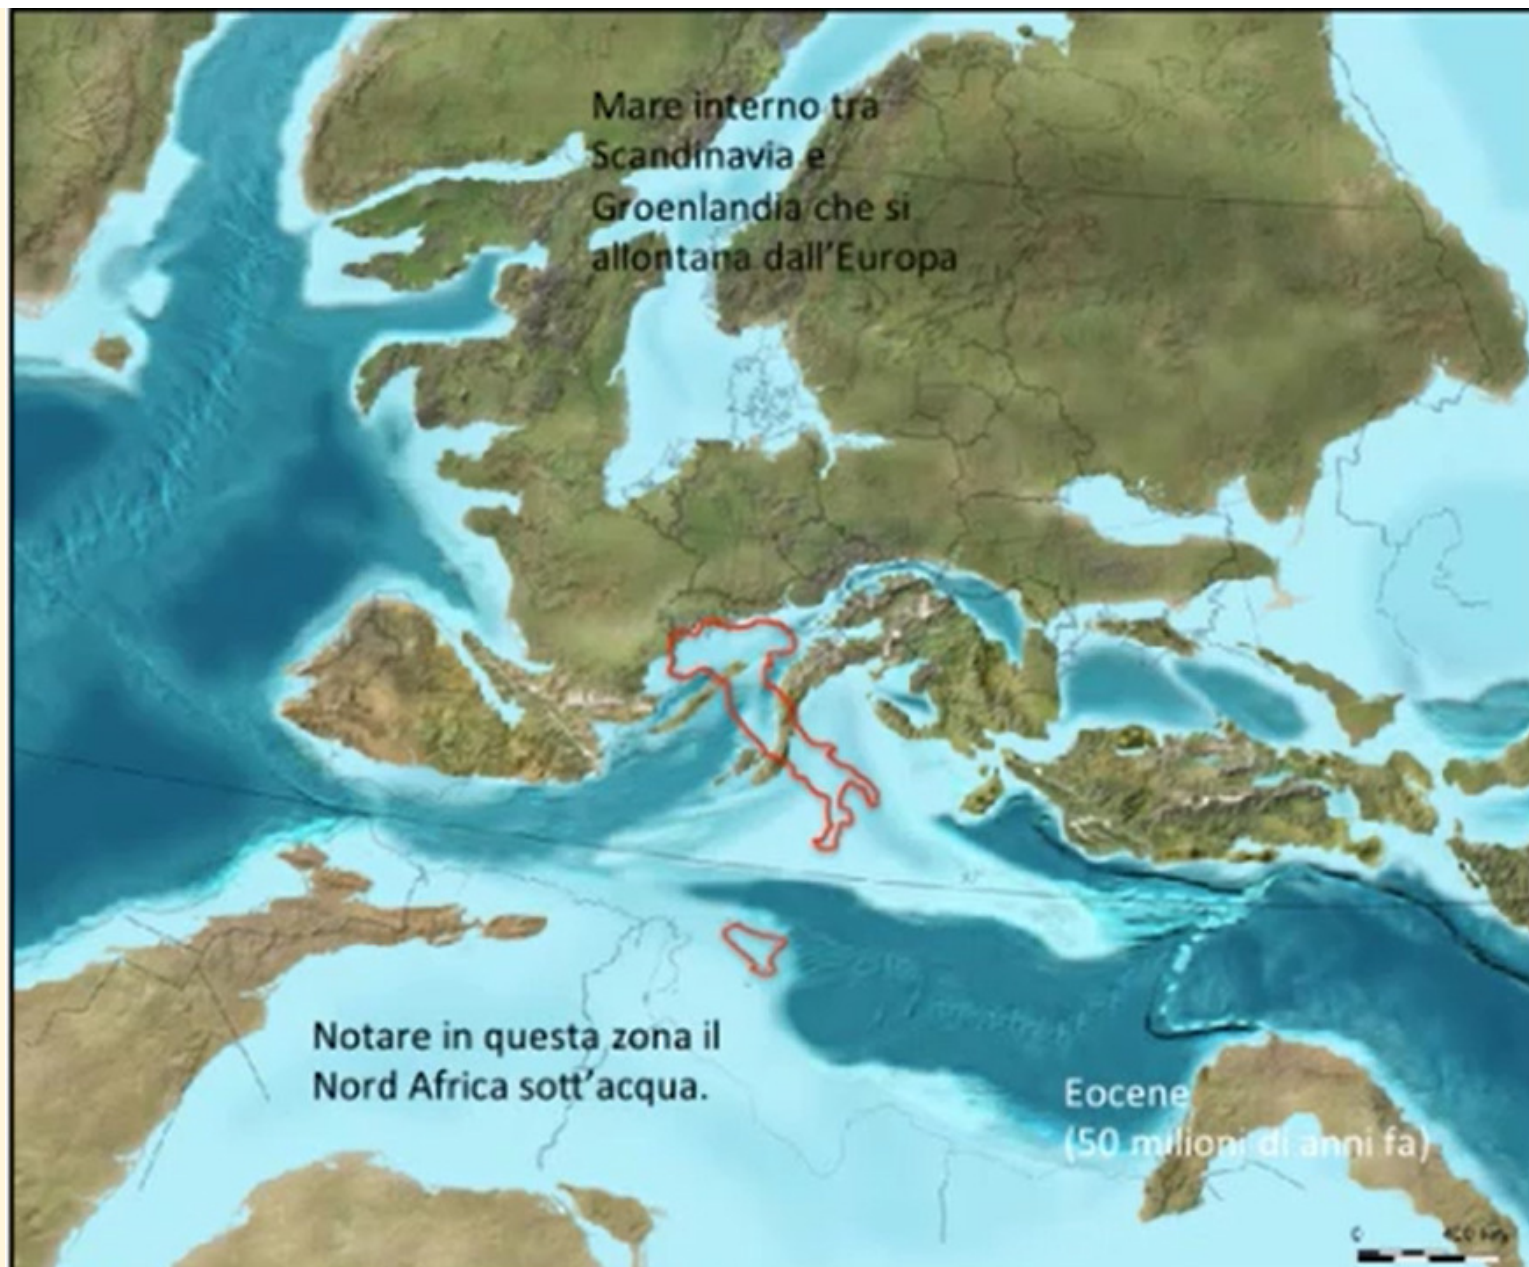 Mare interno tra
Scandinavia e
Groenlandia che si
allontana dall'Europa
Notare in questa zona il
Nord Africa sott'acqua.
Eocene
(50 milioni di anni fa)
0